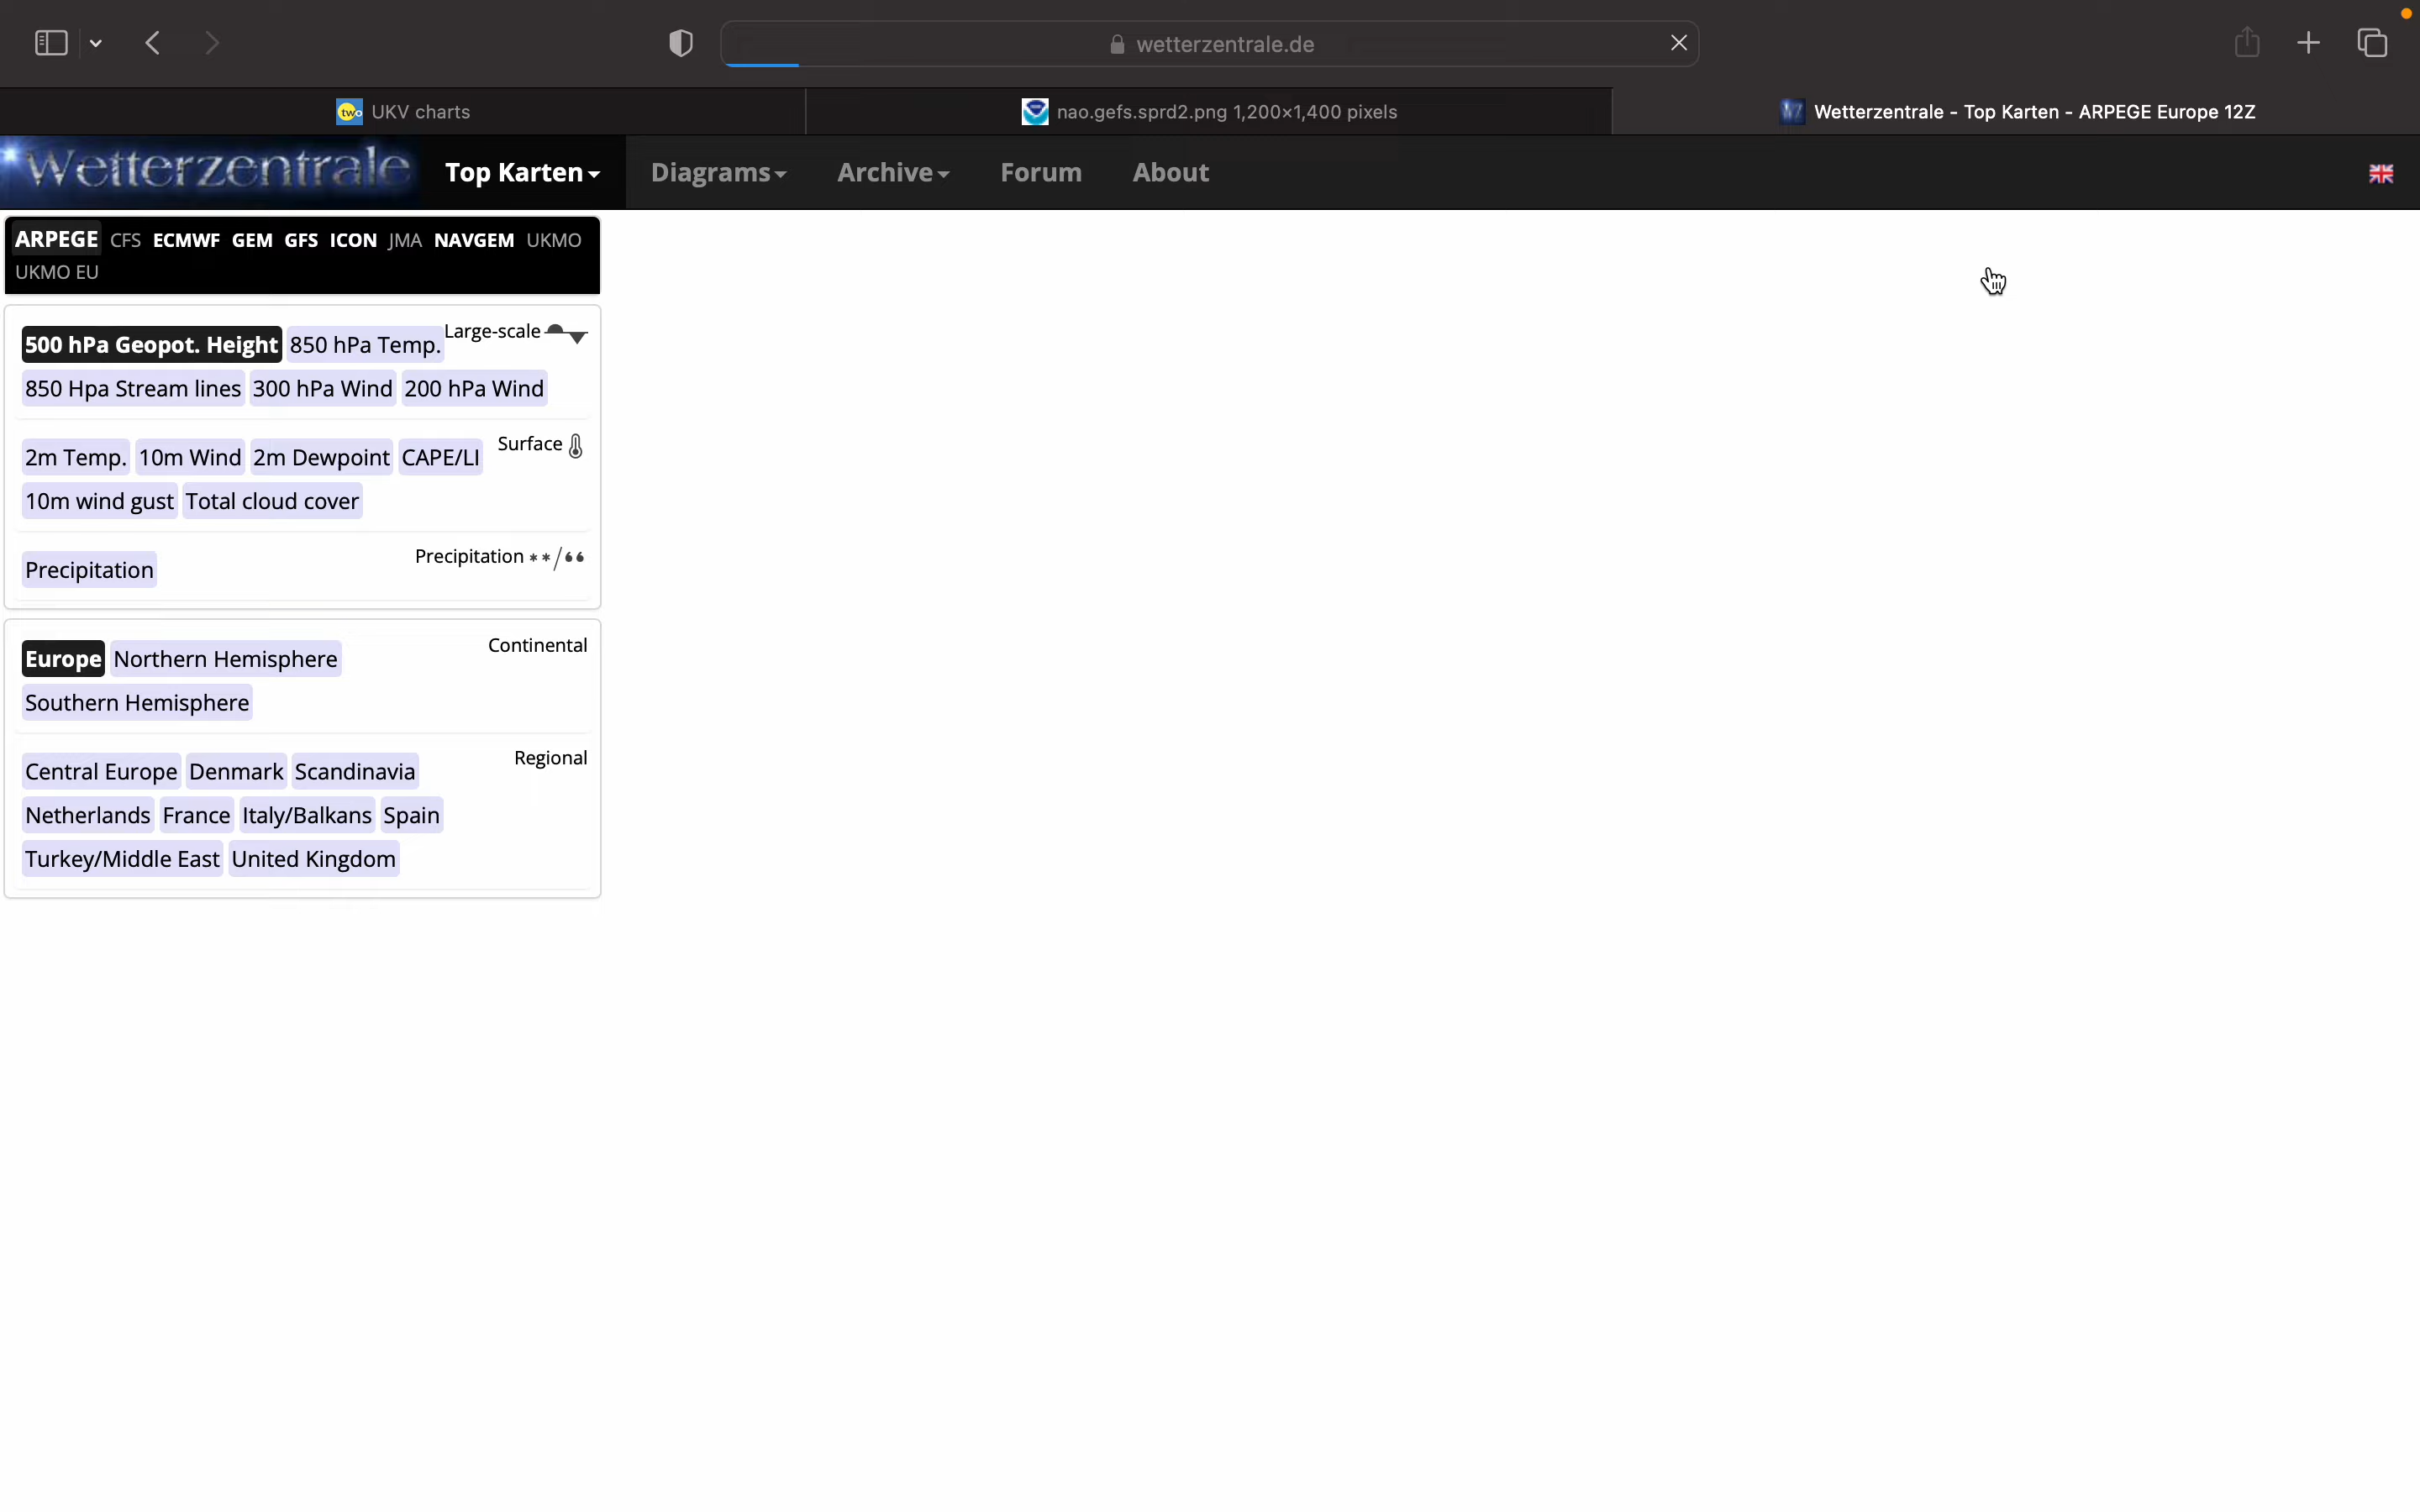 wetterzentrale.de
two UKV charts
nao.gefs.sprd2.png 1,200×1,400 pixels
Wetterzentrale - Top Karten - ARPEGE Europe 12Z
Wetterzentrale Top Karten Diagrams Archive Forum About
ARPEGE CFS ECMWF GEM GFS ICON JMA NAVGEM UKMO
UKMO EU
Large-scale
500 hPa Geopot. Height 850 hPa Temp.
850 Hpa Stream lines 300 hPa Wind 200 hPa Wind
Surface
2m Temp. 10m Wind 2m Dewpoint CAPE/LI
10m wind gust Total cloud cover
Precipitation **/
Precipitation
Continental
Europe Northern Hemisphere
Southern Hemisphere
Regional
Central Europe Denmark Scandinavia
Netherlands France Italy/Balkans Spain
Turkey/Middle East United Kingdom